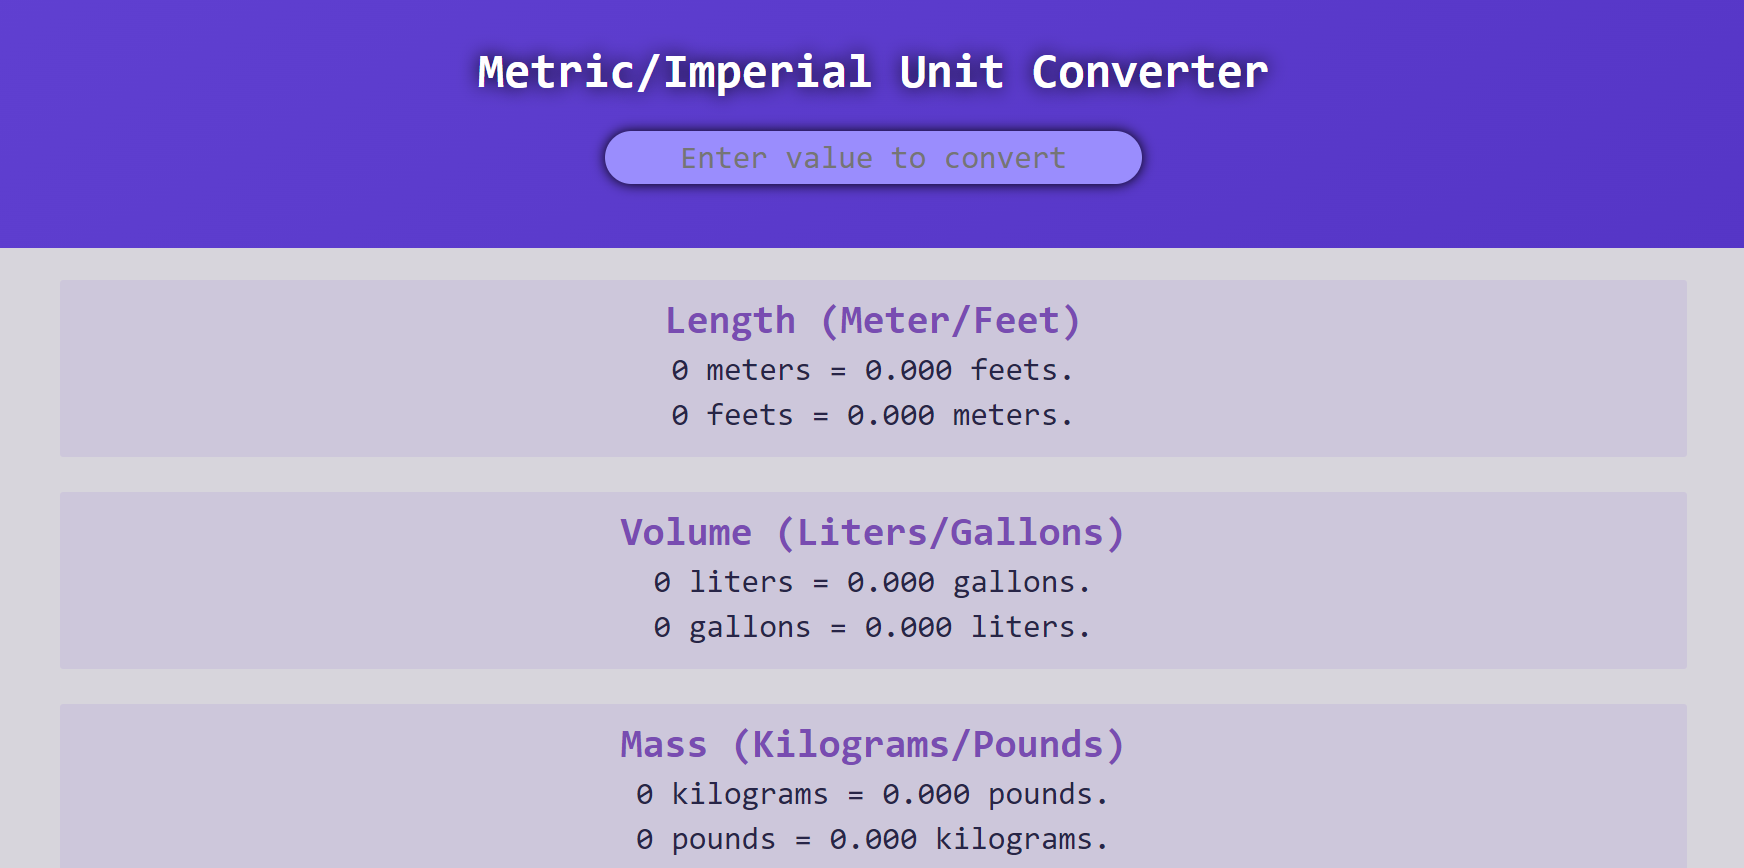 Metric/Imperial Unit Converter
Enter value to convert
Length (Meter/Feet)
0 meters = 0.000 feets.
0 feets = 0.000 meters.
Volume (Liters/Gallons)
0 liters = 0.000 gallons.
0 gallons = 0.000 liters.
Mass (Kilograms/Pounds)
0 kilograms = 0.000 pounds.
0 pounds = 0.000 kilograms.